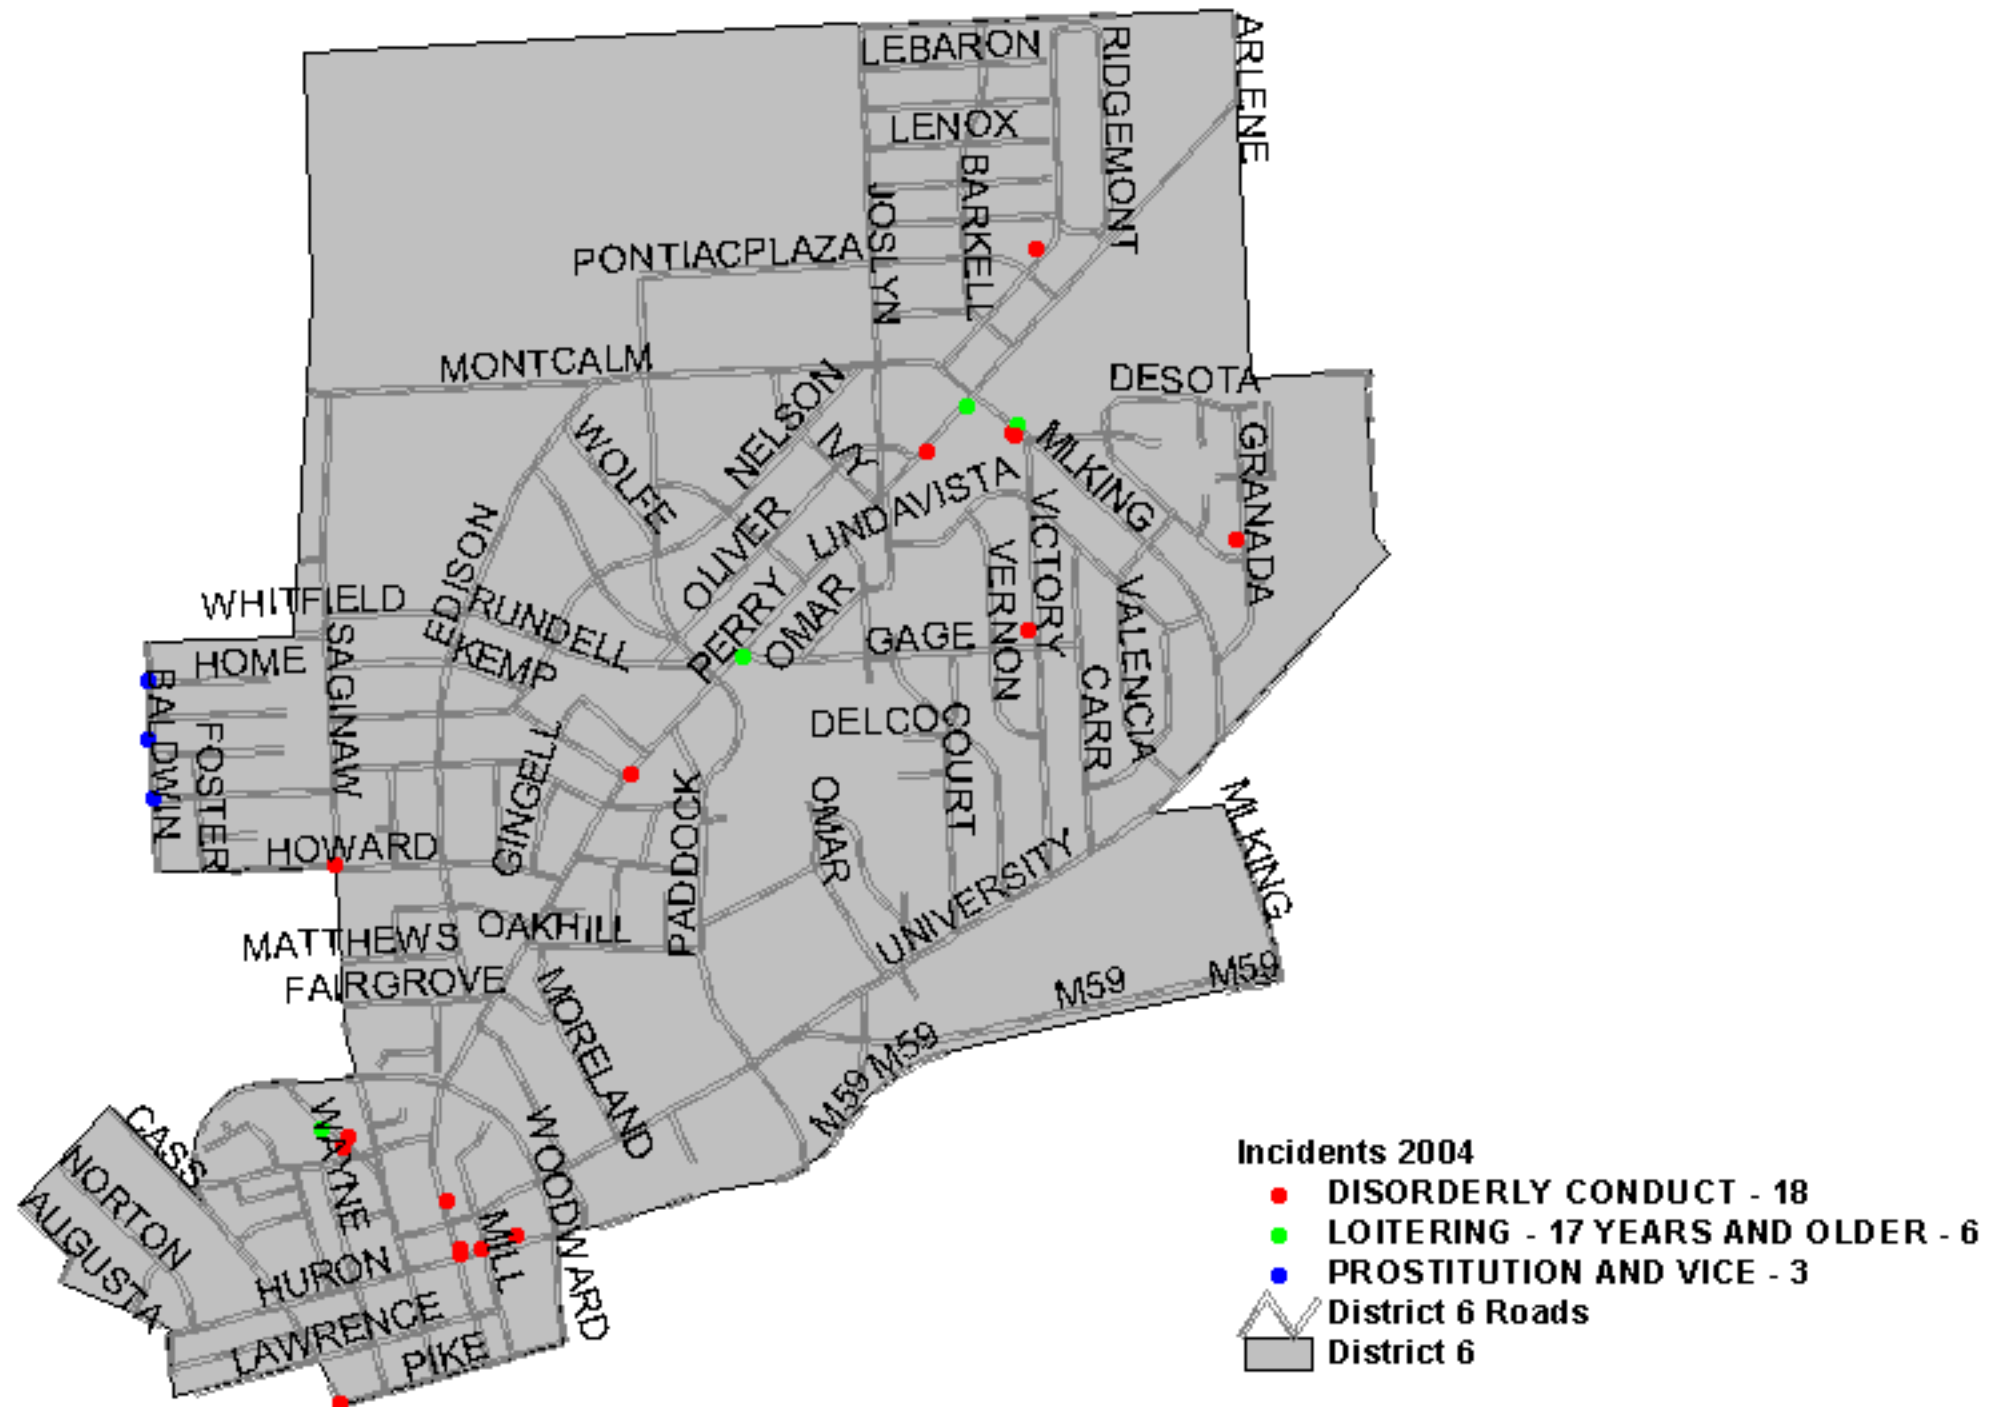 LEBARON
RIDGEMONT
ARLENE
LENOX
BARKELL
JOSLYN
PONTIACPLAZA
MONTCALM
DESOTA
NELSON
IVY
WOLFE
MLKING
GRANADA
LINDAVISTA
OLIVER
EDISON
VICTORY
VERNON
VALENCIA
PERRY
OMAR
WHITFIELD
RUNDELL
GAGE
SAGINAW
HOME
EKEMP
BALDWIN
FOSTER
DELCO
COURT
CARR
GINGELL
PADDOCK
OMAR
HOWARD
UNIVERSITY
MLKING
OAKHILL
MATTHEWS
FAIRGROVE
MORELAND
M59
M59
M59
M59
CASS
WAYNE
WOODWARD
NORTON
AUGUSTA
MILL
HURON
LAWRENCE
PIKE
Incidents 2004
DISORDERLY CONDUCT - 18
LOITERING - 17 YEARS AND OLDER - 6
PROSTITUTION AND VICE - 3
District 6 Roads
District 6